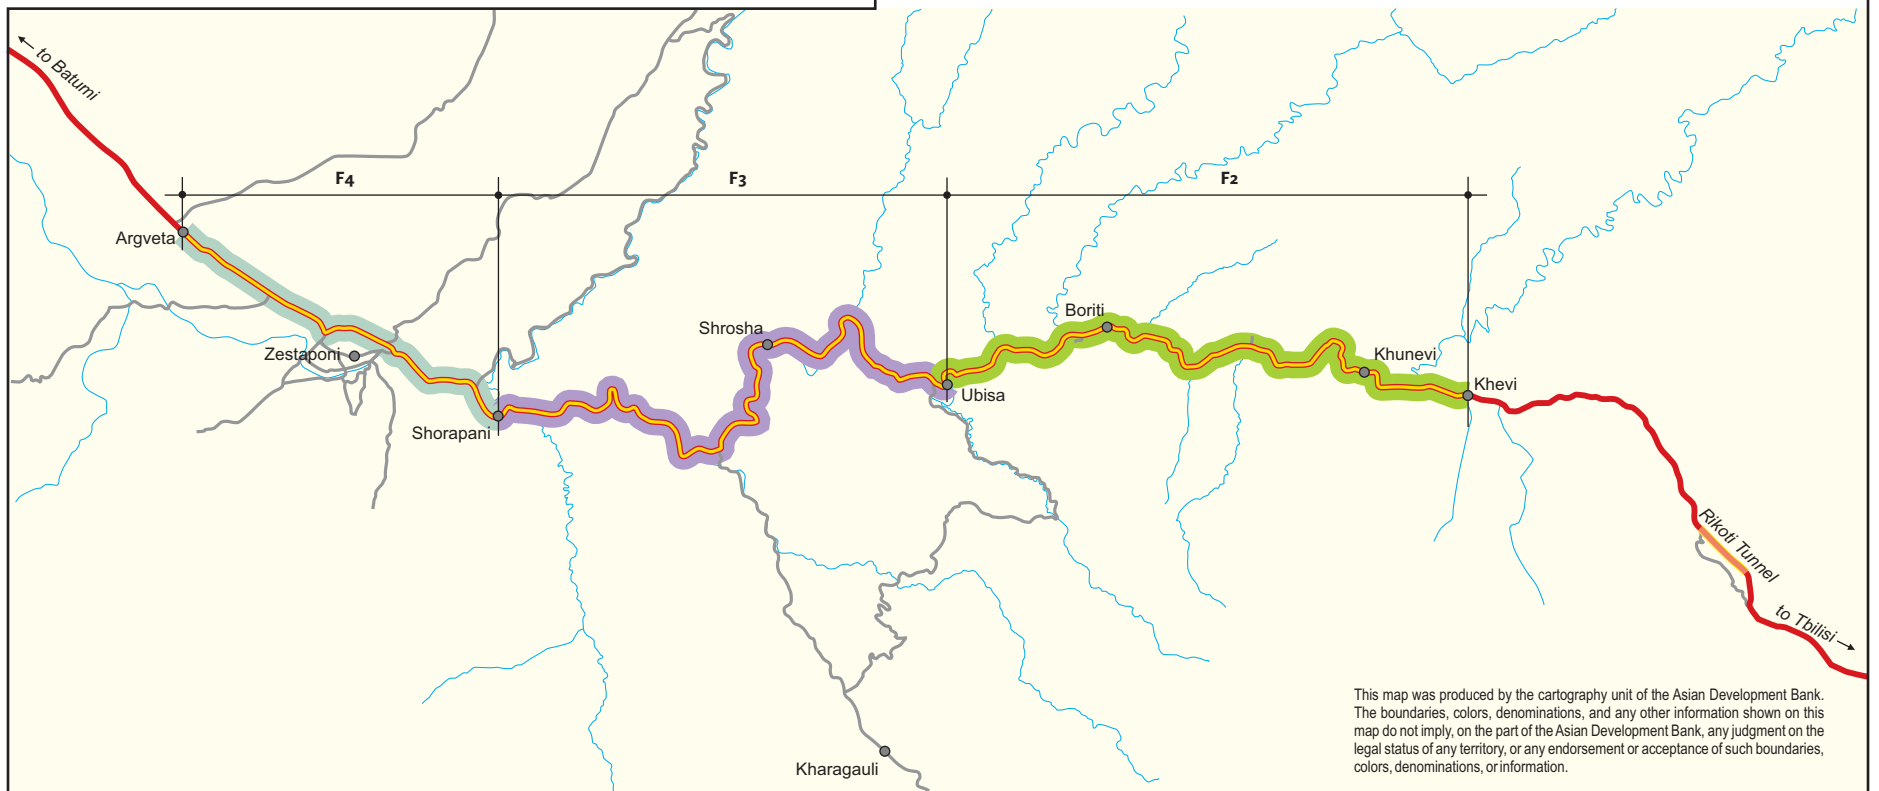 to Batumi
F4
F3
F2
Argveta
Zestaponi
Shorapani
Shrosha
Ubisa
Boriti
Khunevi
Khevi
Rikoti Tunnel
to Tbilisi
Kharagauli
This map was produced by the cartography unit of the Asian Development Bank.
The boundaries, colors, denominations, and any other information shown on this
map do not imply, on the part of the Asian Development Bank, any judgment on the
legal status of any territory, or any endorsement or acceptance of such boundaries,
colors, denominations, or information.